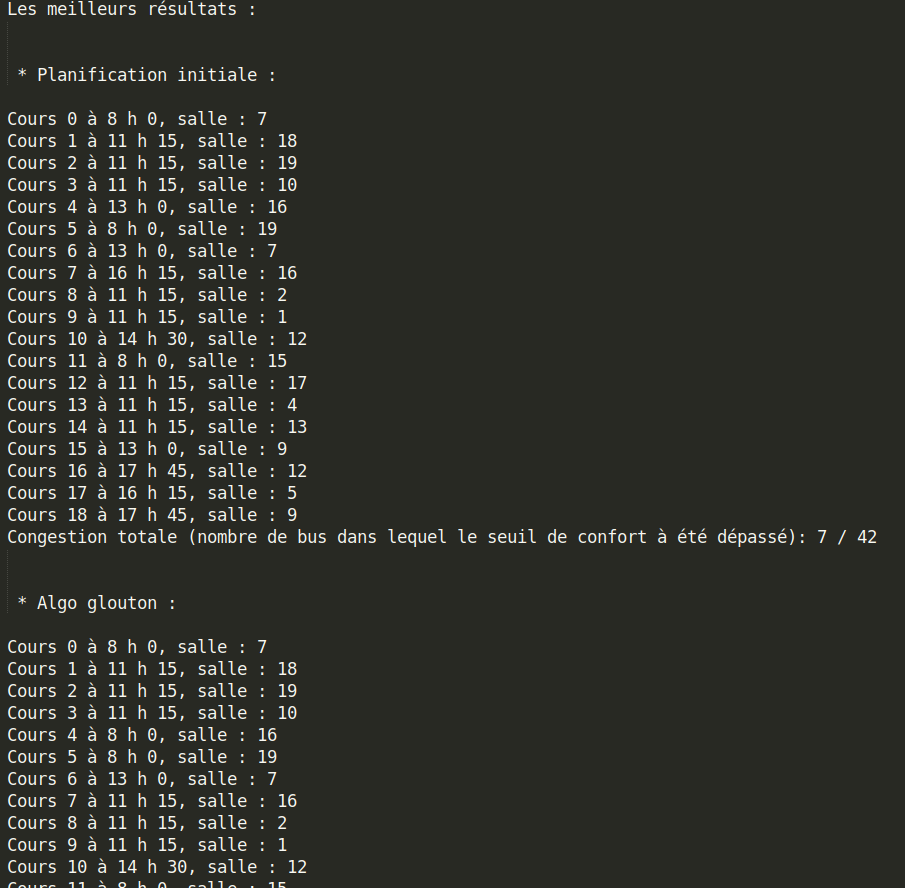 Les meilleurs résultats :
* Planification initiale :
Cours 0 à 8 h 0, salle : 7
Cours 1 à 11 h 15, salle : 18
Cours 2 à 11 h 15, salle : 19
Cours 3 à 11 h 15, salle : 10
Cours 4 à 13 h 0, salle : 16
Cours 5 à 8 h 0, salle : 19
Cours 6 à 13 h 0, salle : 7
Cours 7 à 16 h 15, salle : 16
Cours 8 à 11 h 15, salle : 2
Cours 9 à 11 h 15, salle : 1
Cours 10 à 14 h 30, salle : 12
Cours 11 à 8 h 0, salle : 15
Cours 12 à 11 h 15, salle : 17
Cours 13 à 11 h 15, salle : 4
Cours 14 à 11 h 15, salle : 13
Cours 15 à 13 h 0, salle : 9
Cours 16 à 17 h 45, salle : 12
Cours 17 à 16 h 15, salle : 5
Cours 18 à 17 h 45, salle : 9
Congestion totale (nombre de bus dans lequel le seuil de confort à été dépassé): 7 / 42
* Algo glouton :
Cours 0 à 8 h 0, salle : 7
Cours 1 à 11 h 15, salle : 18
Cours 2 à 11 h 15, salle : 19
Cours 3 à 11 h 15, salle : 10
Cours 4 à 8 h 0, salle : 16
Cours 5 à 8 h 0, salle : 19
Cours 6 à 13 h 0, salle : 7
Cours 7 à 11 h 15, salle : 16
Cours 8 à 11 h 15, salle : 2
Cours 9 à 11 h 15, salle : 1
Cours 10 à 14 h 30, salle : 12
Cours 11 à 8 h 0, salle : 15